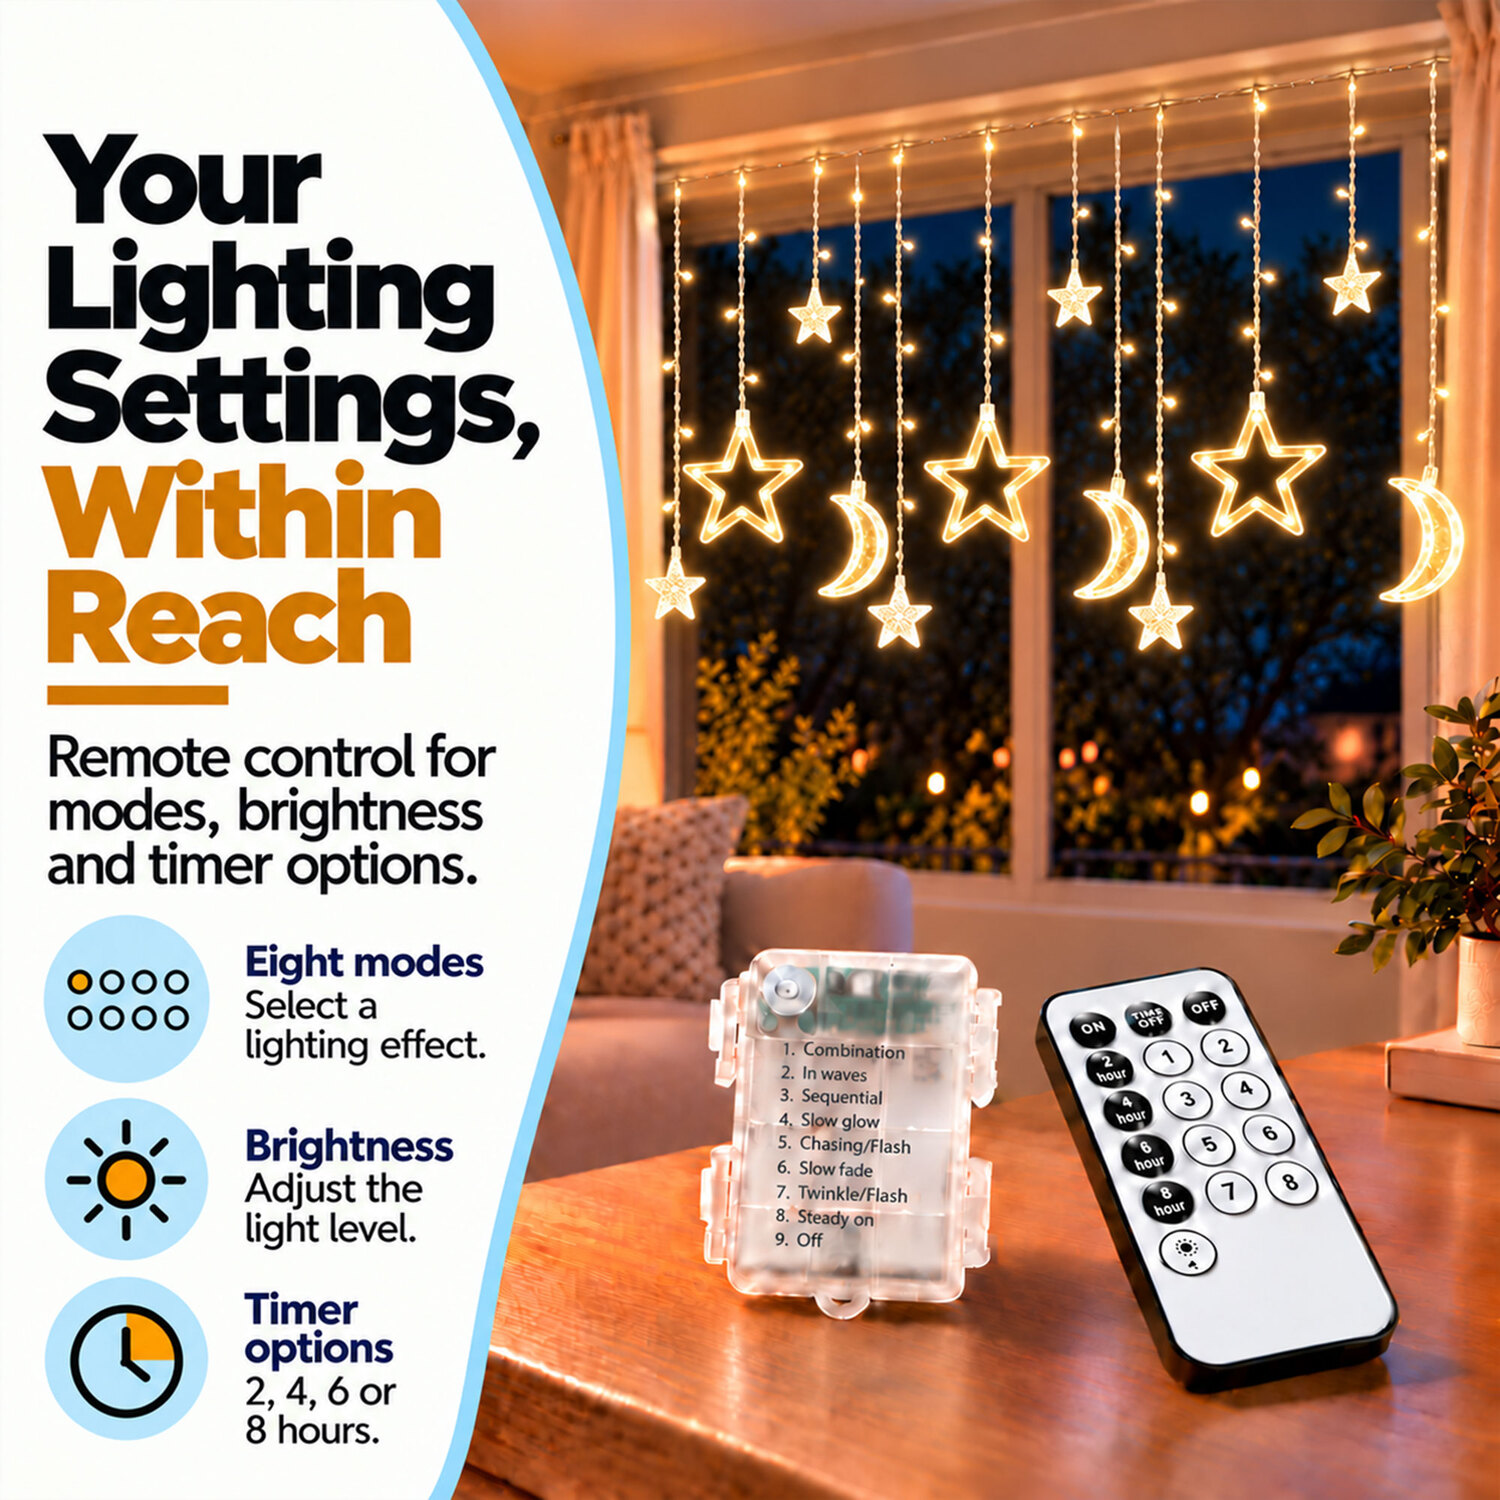 Your
Lighting
Settings,
Within
Reach
Remote control for
modes, brightness
and timer options.
Eight modes
Select a
lighting effect.
Brightness
Adjust the
light level.
Timer
options
2, 4, 6 or
8 hours.
1. Combination
2. In waves
3. Sequential
4. Slow glow
5. Chasing/Flash
6. Slow fade
7. Twinkle/Flash
8. Steady on
9. Off
ON
TIME
OFF
OFF
2
hour
1
2
4
hour
3
4
6
hour
5
6
8
hour
7
8